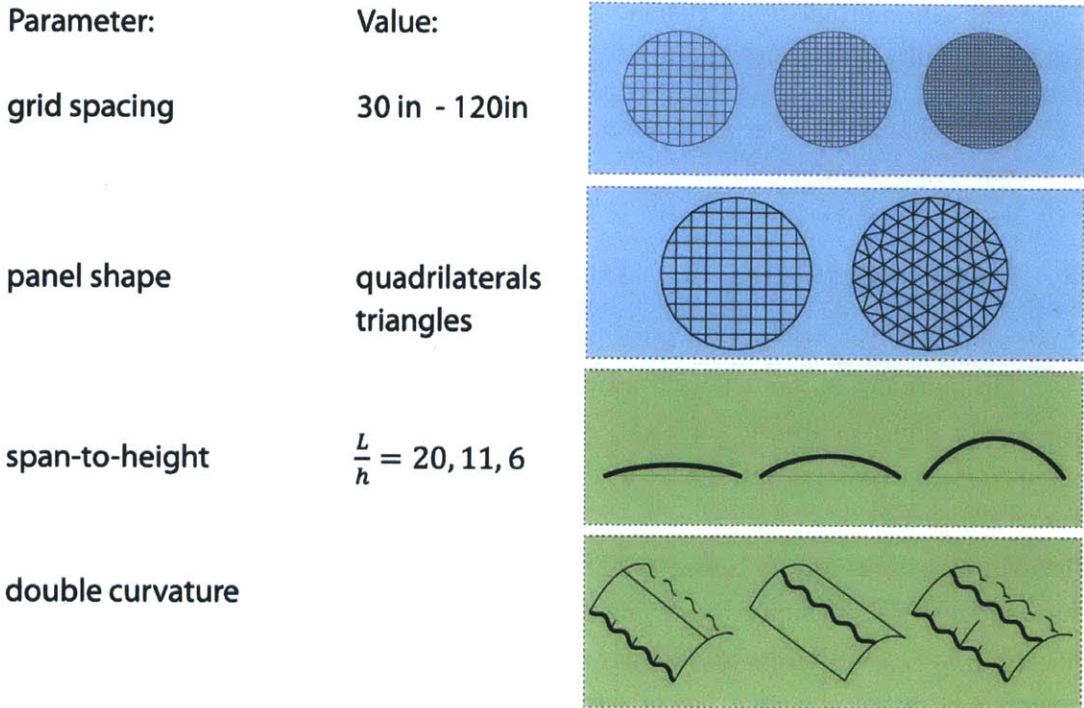 Parameter: Value:
grid spacing 30 in - 120in
panel shape quadrilaterals
triangles
span-to-height L/h = 20, 11, 6
double curvature